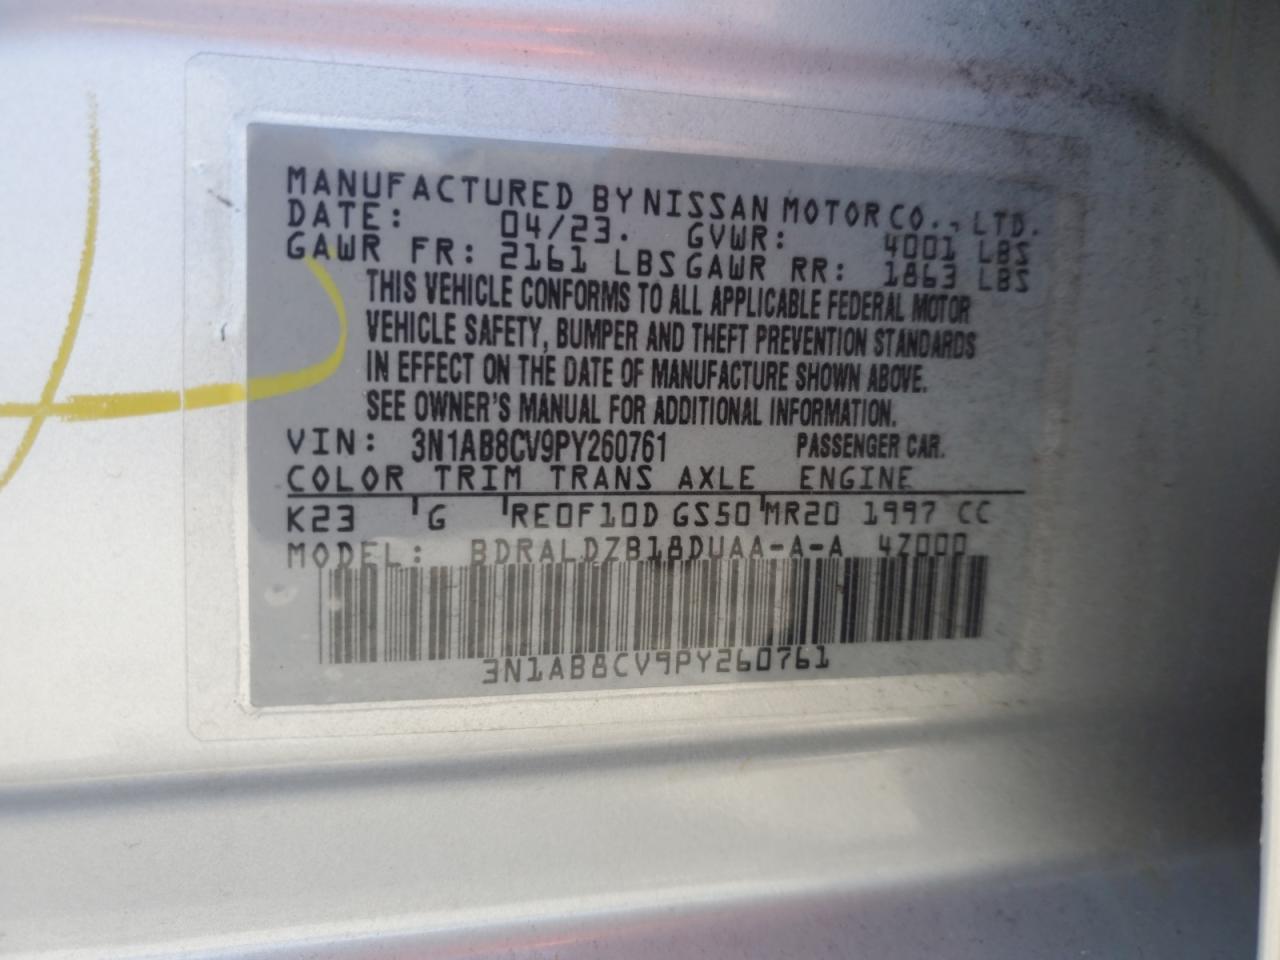 MANUFACTURED BY NISSAN MOTOR CO., LTD.
DATE: 04/23. GVWR: 4001 LBS
GAWR FR: 2161 LBS GAWR RR: 1863 LBS
THIS VEHICLE CONFORMS TO ALL APPLICABLE FEDERAL MOTOR
VEHICLE SAFETY, BUMPER AND THEFT PREVENTION STANDARDS
IN EFFECT ON THE DATE OF MANUFACTURE SHOWN ABOVE.
SEE OWNER'S MANUAL FOR ADDITIONAL INFORMATION.
VIN: 3N1AB8CV9PY260761 PASSENGER CAR.
COLOR TRIM TRANS AXLE ENGINE
K23 G RE0F10D GS50 MR20 1997 CC
MODEL: BDRALDZB18DUAA-A-A 4Z000
3N1AB8CV9PY260761